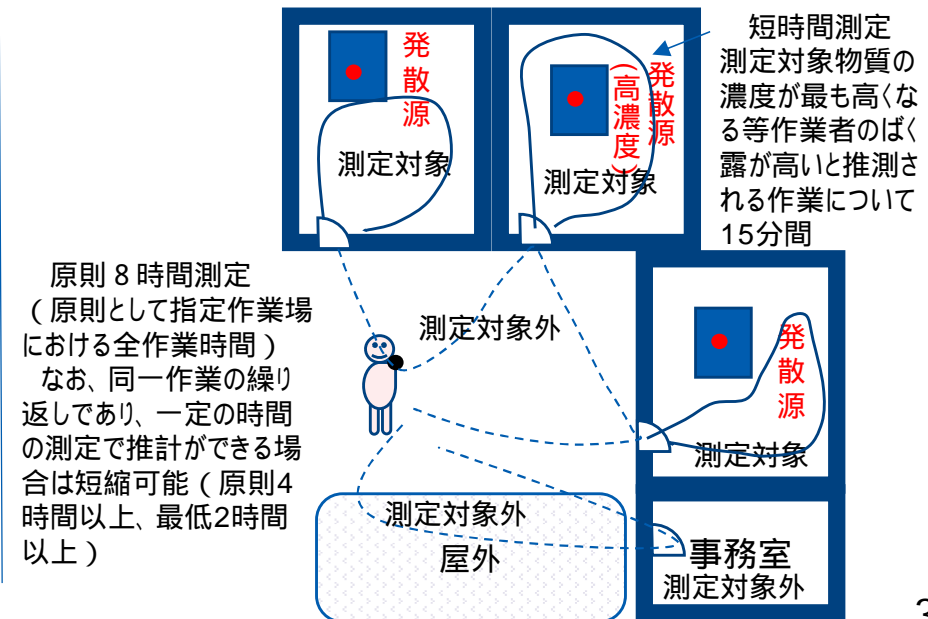 発散源
測定対象
発散源
(高濃度)
測定対象
短時間測定
測定対象物質の
濃度が最も高くな
る等作業者のばく
露が高いと推測さ
れる作業について
15分間
原則８時間測定
(原則として指定作業場
における全作業時間)
なお、同一作業の繰り
返しであり、一定の時間
の測定で推計ができる場
合は短縮可能(原則4
時間以上、最低2時間
以上)
測定対象外
発散源
測定対象
測定対象外
屋外
事務室
測定対象外